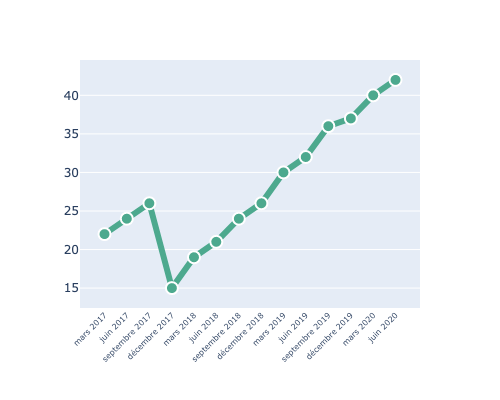 40
35
30
25
20
15
mars 2017
juin 2017
septembre 2017
décembre 2017
mars 2018
juin 2018
septembre 2018
décembre 2018
mars 2019
juin 2019
septembre 2019
décembre 2019
mars 2020
juin 2020